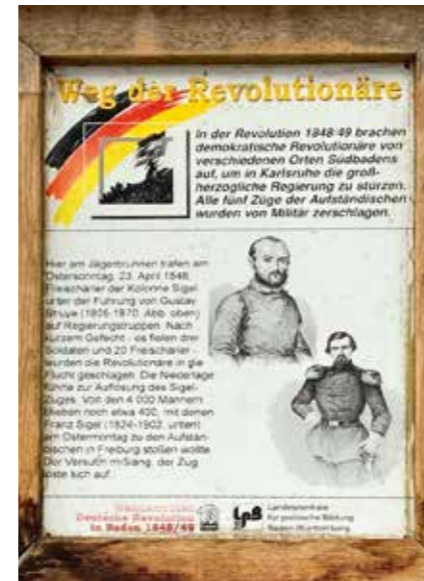 Weg der Revolutionäre
In der Revolution 1848/49 brachen
demokratische Revolutionäre von
verschiedenen Orten Südbadens
auf, um in Karlsruhe die groß-
herzogliche Regierung zu stürzen.
Alle fünf Züge der Aufständischen
wurden von Militär zerschlagen.
Hier am Jägerbrunnen trafen am
Ostersonntag, 23. April 1848,
Freischärler der Kolonne Sigel
unter der Führung von Gustav
Struve (1805-1870, Abb. oben)
auf Regierungstruppen. Nach
kurzem Gefecht - es fielen drei
Soldaten und 20 Freischärler -
wurden die Revolutionäre in die
Flucht geschlagen. Die Niederlage
führte zur Auflösung des Sigel-
Zuges. Von den 4 000 Männern
blieben noch etwa 400, mit denen
Franz Sigel (1824-1902, unten)
am Ostermontag zu den Aufstän-
dischen in Freiburg stoßen wollte.
Der Versuch mißlang, der Zug
löste sich auf.
Deutsche Revolution
in Baden 1848/49
LpB
Landeszentrale
für politische Bildung
Baden-Württemberg